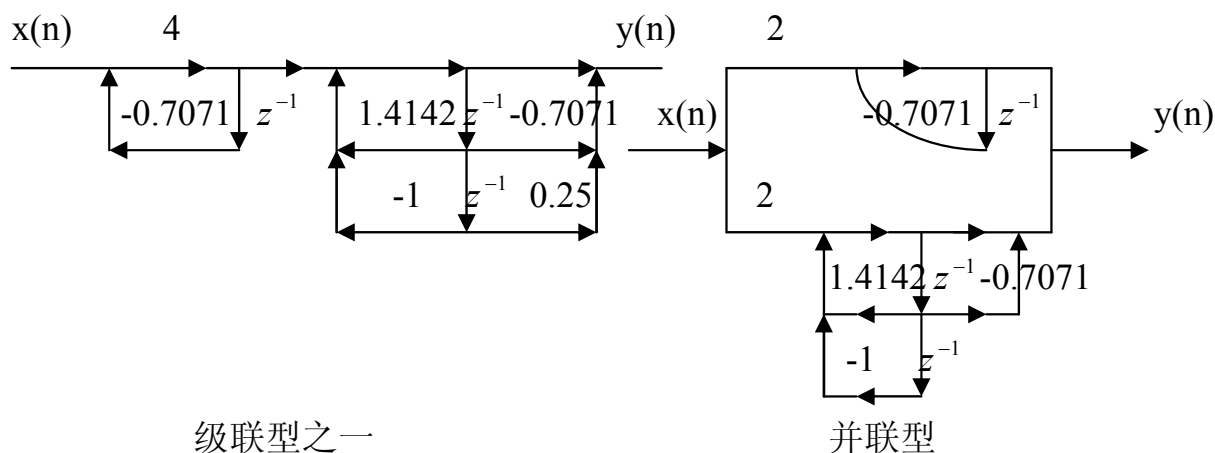 x(n) 4 y(n) 2
-0.7071 z⁻¹ 1.4142 z⁻¹ -0.7071 x(n) -0.7071 z⁻¹ y(n)
-1 z⁻¹ 0.25 2
1.4142 z⁻¹ -0.7071
-1 z⁻¹
级联型之一 并联型